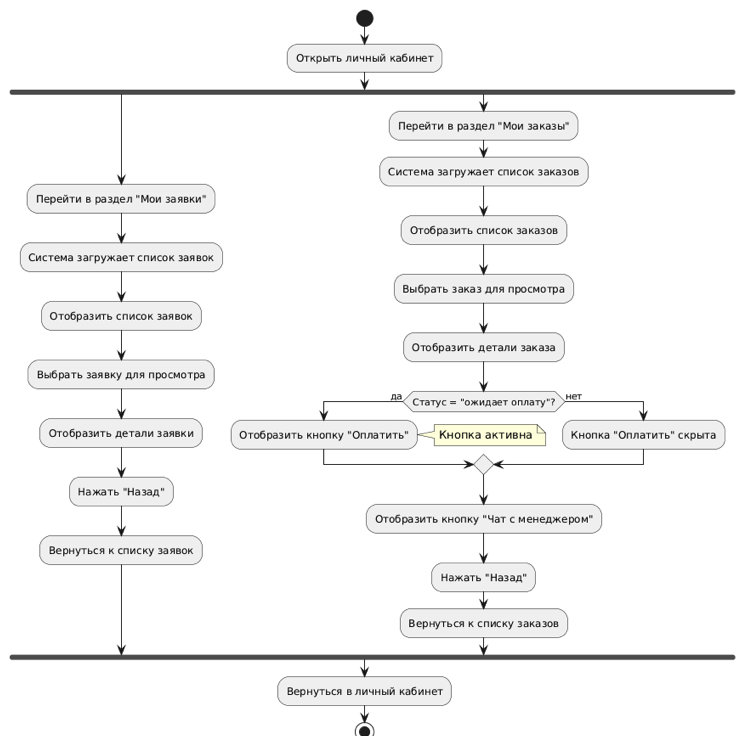 Открыть личный кабинет
Перейти в раздел "Мои заявки"
Система загружает список заявок
Отобразить список заявок
Выбрать заявку для просмотра
Отобразить детали заявки
Нажать "Назад"
Вернуться к списку заявок
Перейти в раздел "Мои заказы"
Система загружает список заказов
Отобразить список заказов
Выбрать заказ для просмотра
Отобразить детали заказа
да
Статус = "ожидает оплату"?
нет
Отобразить кнопку "Оплатить"
Кнопка активна
Кнопка "Оплатить" скрыта
Отобразить кнопку "Чат с менеджером"
Нажать "Назад"
Вернуться к списку заказов
Вернуться в личный кабинет